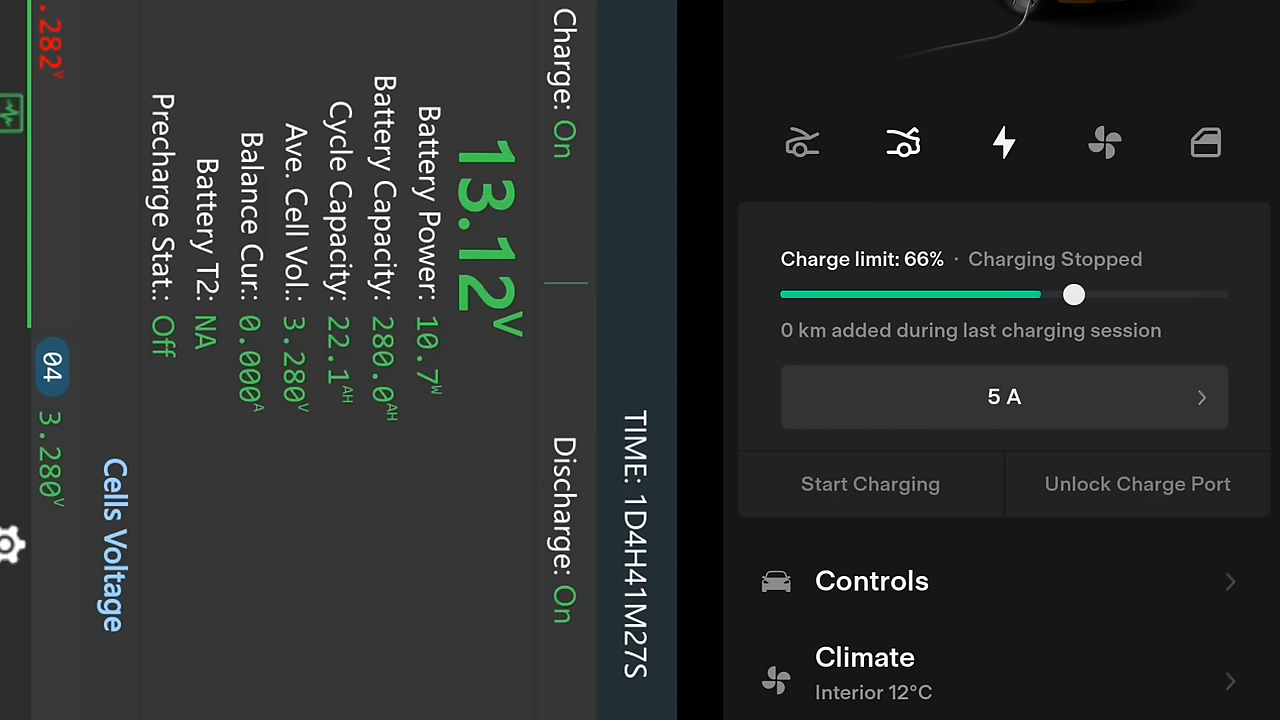 TIME: 1D4H41M27S
Charge: On
Discharge: On
13.12V
Battery Power: 10.7W
Battery Capacity: 280.0AH
Cycle Capacity: 22.1AH
Ave. Cell Vol.: 3.280V
Balance Cur.: 0.000A
Battery T2: NA
Precharge Stat.: Off
Cells Voltage
.282V
04 3.280V
Charge limit: 66% · Charging Stopped
0 km added during last charging session
5 A
Start Charging
Unlock Charge Port
Controls
Climate
Interior 12°C